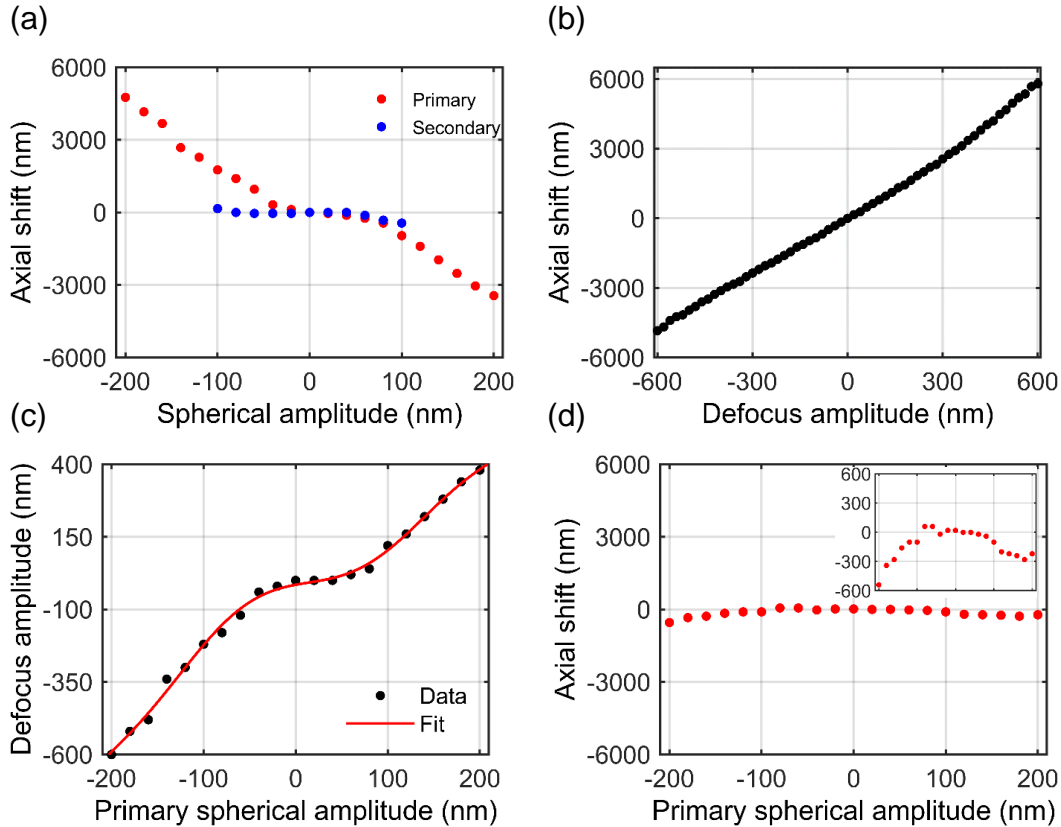 (a)
6000
3000
0
-3000
-6000
Axial shift (nm)
Primary
Secondary
-200 -100 0 100 200
Spherical amplitude (nm)
(b)
6000
3000
0
-3000
-6000
Axial shift (nm)
-600 -300 0 300 600
Defocus amplitude (nm)
(c)
400
150
-100
-350
-600
Defocus amplitude (nm)
Data
Fit
-200 -100 0 100 200
Primary spherical amplitude (nm)
(d)
6000
3000
0
-3000
-6000
Axial shift (nm)
600
300
0
-300
-600
-200 -100 0 100 200
Primary spherical amplitude (nm)